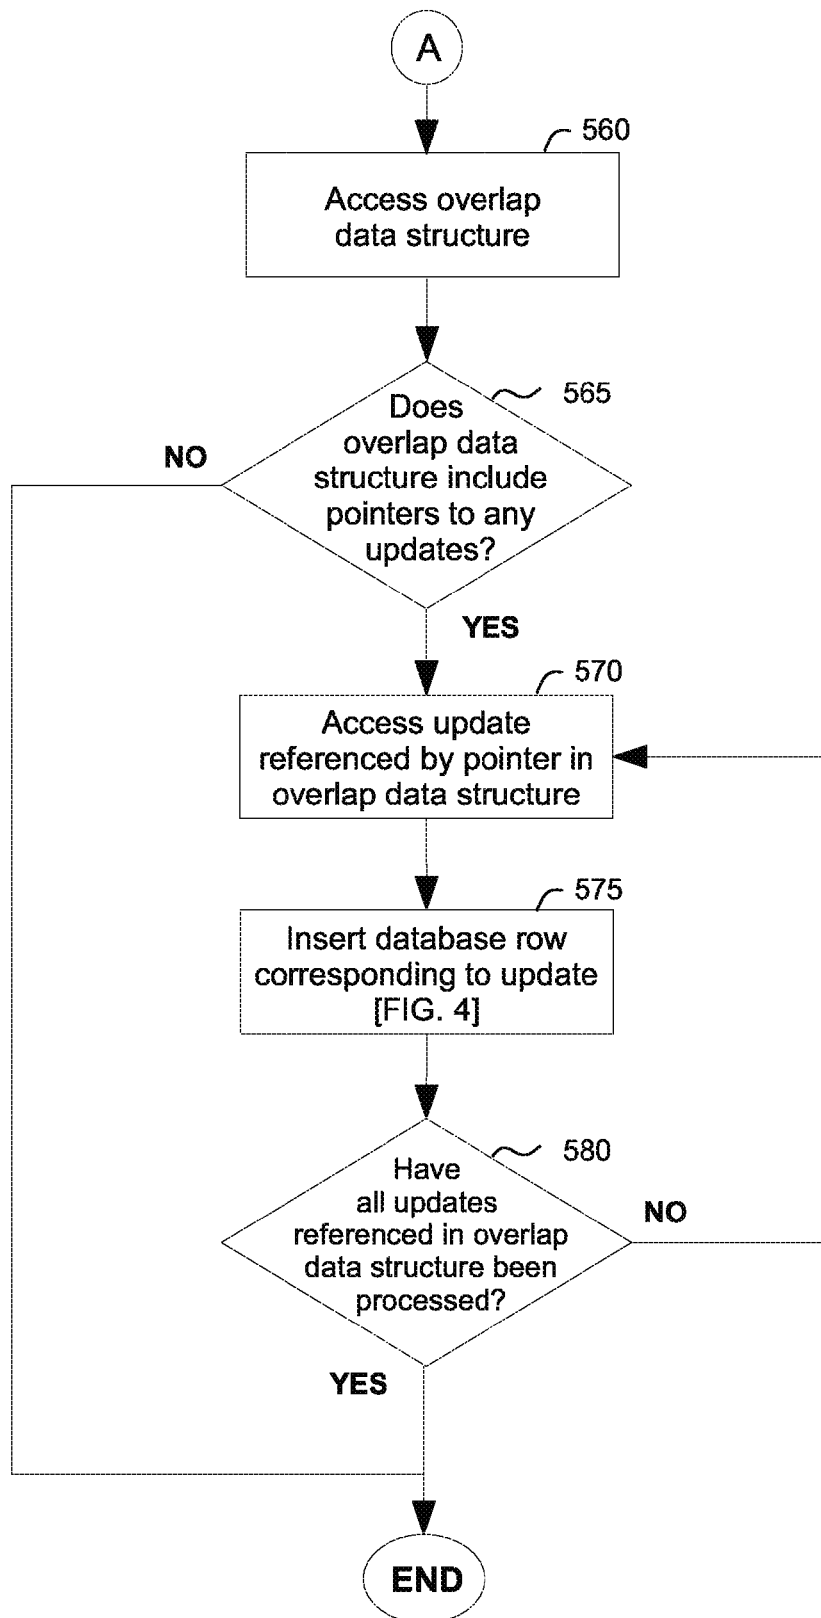 A
560
Access overlap
data structure
565
Does
overlap data
structure include
pointers to any
updates?
NO
YES
570
Access update
referenced by pointer in
overlap data structure
575
Insert database row
corresponding to update
[FIG. 4]
580
Have
all updates
referenced in overlap
data structure been
processed?
NO
YES
END